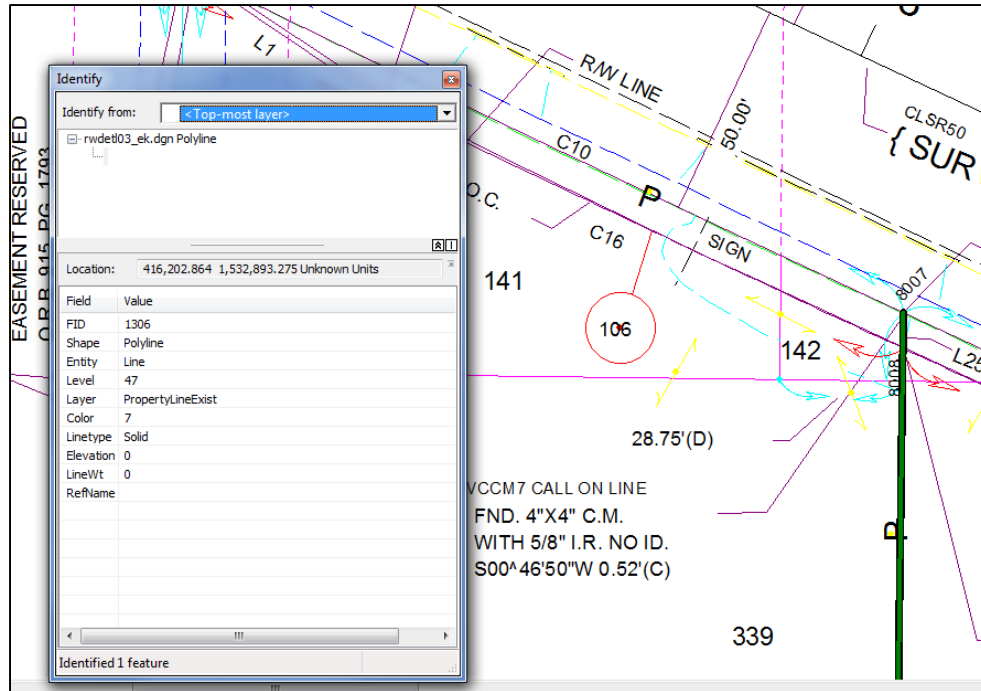 Identify
Identify from: <Top-most layer>
rwdetl03_ek.dgn Polyline
Location: 416,202.864 1,532,893.275 Unknown Units
Field Value
FID 1306
Shape Polyline
Entity Line
Level 47
Layer PropertyLineExist
Color 7
Linetype Solid
Elevation 0
LineWt 0
RefName
Identified 1 feature
EASEMENT RESERVED
O.R.B. 915, PG. 1793
L1
R/W LINE
50.00'
CLSR50
{ SUR
C10
P
O.C.
C16
SIGN
141
106
142
8007
8008
L25
28.75'(D)
VCCM7 CALL ON LINE
FND. 4"X4" C.M.
WITH 5/8" I.R. NO ID.
S00^46'50"W 0.52'(C)
339